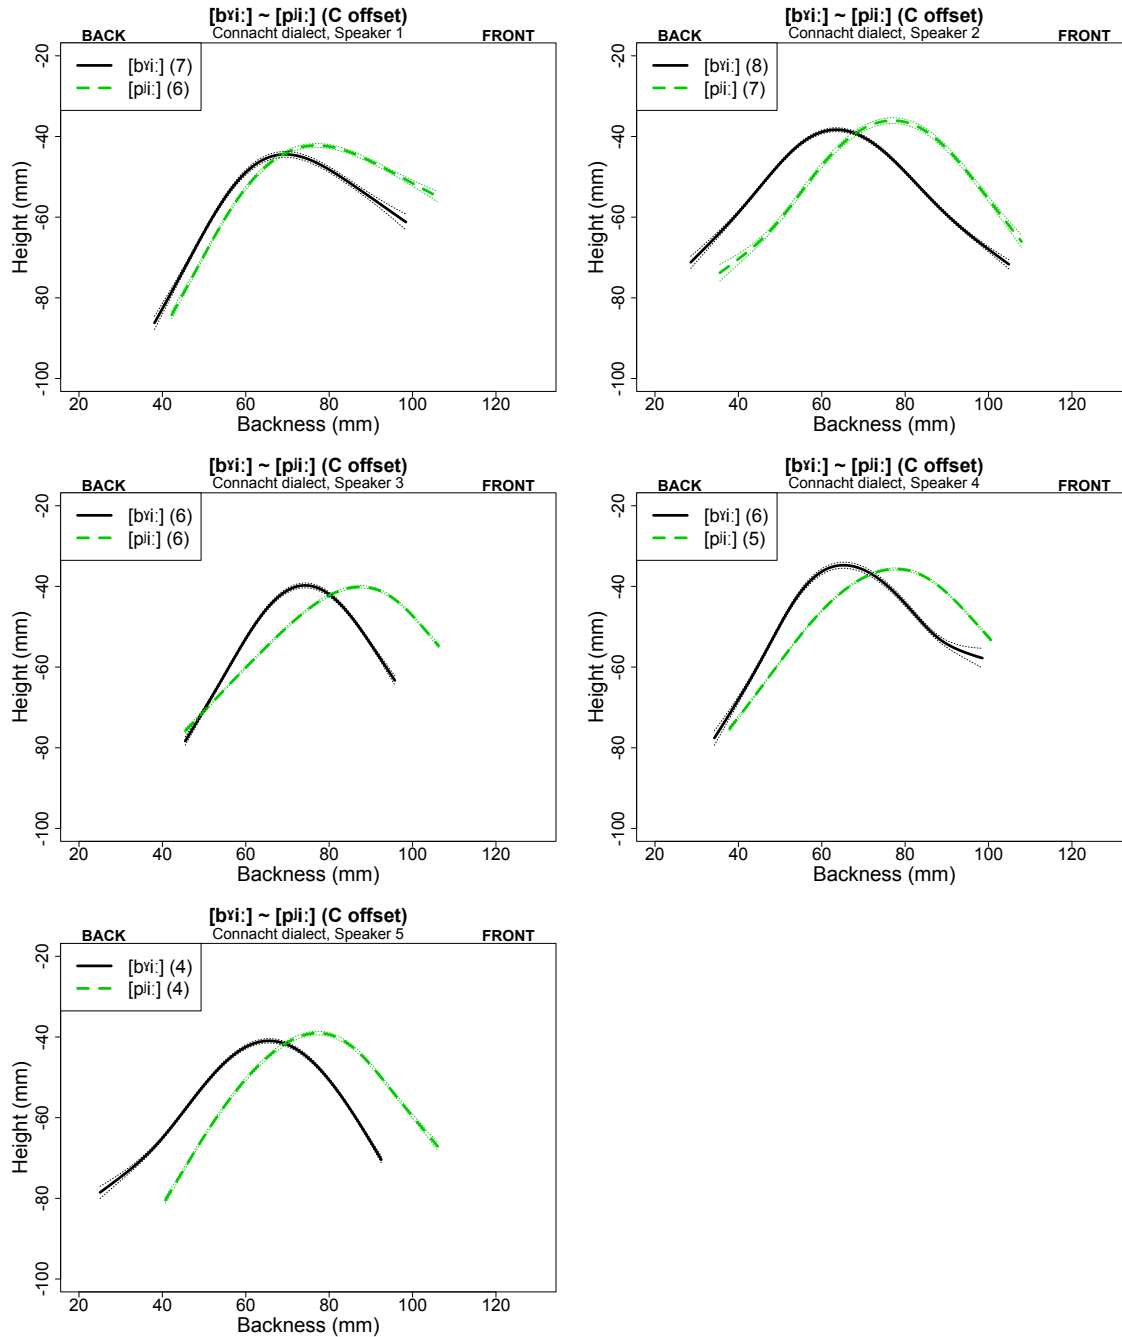 [bˠiː] ~ [pʲiː] (C offset)
Connacht dialect, Speaker 1
BACK FRONT
[bˠiː] (7)
[pʲiː] (6)
Height (mm)
-20
-40
-60
-80
-100
20 40 60 80 100 120
Backness (mm)
[bˠiː] ~ [pʲiː] (C offset)
Connacht dialect, Speaker 2
BACK FRONT
[bˠiː] (8)
[pʲiː] (7)
Height (mm)
-20
-40
-60
-80
-100
20 40 60 80 100 120
Backness (mm)
[bˠiː] ~ [pʲiː] (C offset)
Connacht dialect, Speaker 3
BACK FRONT
[bˠiː] (6)
[pʲiː] (6)
Height (mm)
-20
-40
-60
-80
-100
20 40 60 80 100 120
Backness (mm)
[bˠiː] ~ [pʲiː] (C offset)
Connacht dialect, Speaker 4
BACK FRONT
[bˠiː] (6)
[pʲiː] (5)
Height (mm)
-20
-40
-60
-80
-100
20 40 60 80 100 120
Backness (mm)
[bˠiː] ~ [pʲiː] (C offset)
Connacht dialect, Speaker 5
BACK FRONT
[bˠiː] (4)
[pʲiː] (4)
Height (mm)
-20
-40
-60
-80
-100
20 40 60 80 100 120
Backness (mm)